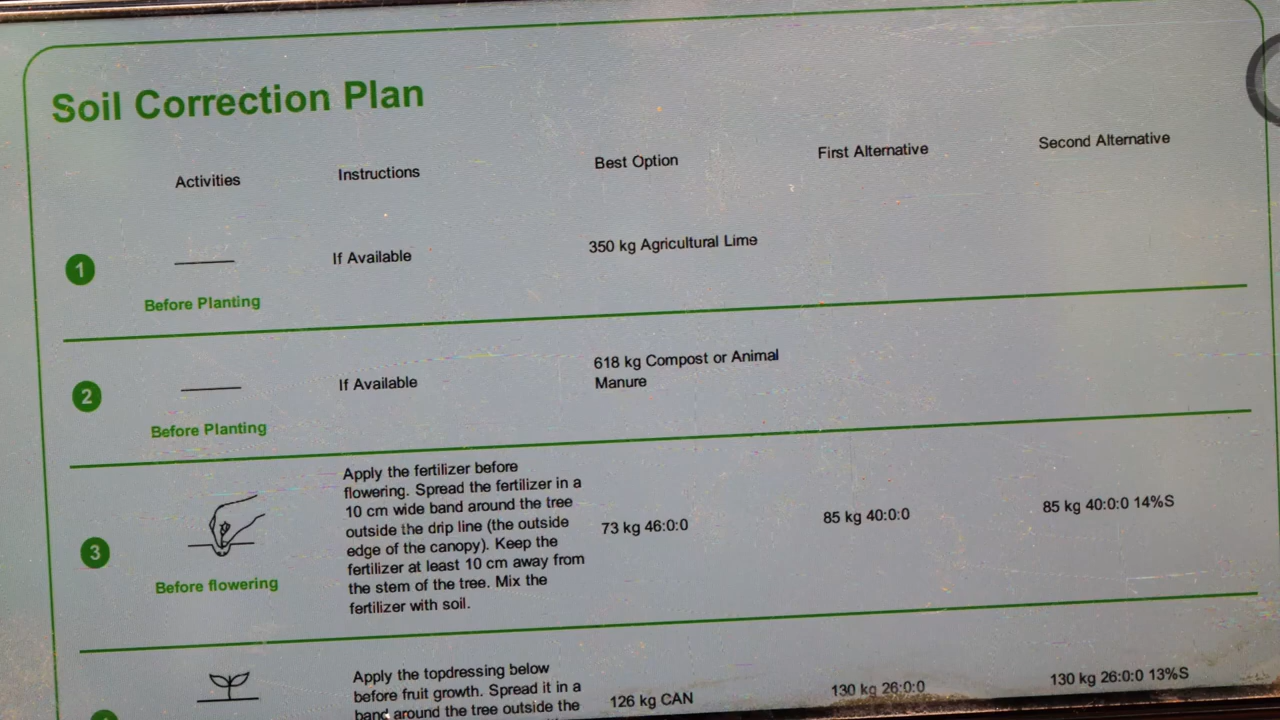 Soil Correction Plan
Activities
Instructions
Best Option
First Alternative
Second Alternative
1
If Available
350 kg Agricultural Lime
Before Planting
2
If Available
618 kg Compost or Animal
Manure
Before Planting
3
Apply the fertilizer before
flowering. Spread the fertilizer in a
10 cm wide band around the tree
outside the drip line (the outside
edge of the canopy). Keep the
fertilizer at least 10 cm away from
the stem of the tree. Mix the
fertilizer with soil.
73 kg 46:0:0
85 kg 40:0:0
85 kg 40:0:0 14%S
Before flowering
Apply the topdressing below
before fruit growth. Spread it in a
band around the tree outside the
126 kg CAN
130 kg 26:0:0
130 kg 26:0:0 13%S